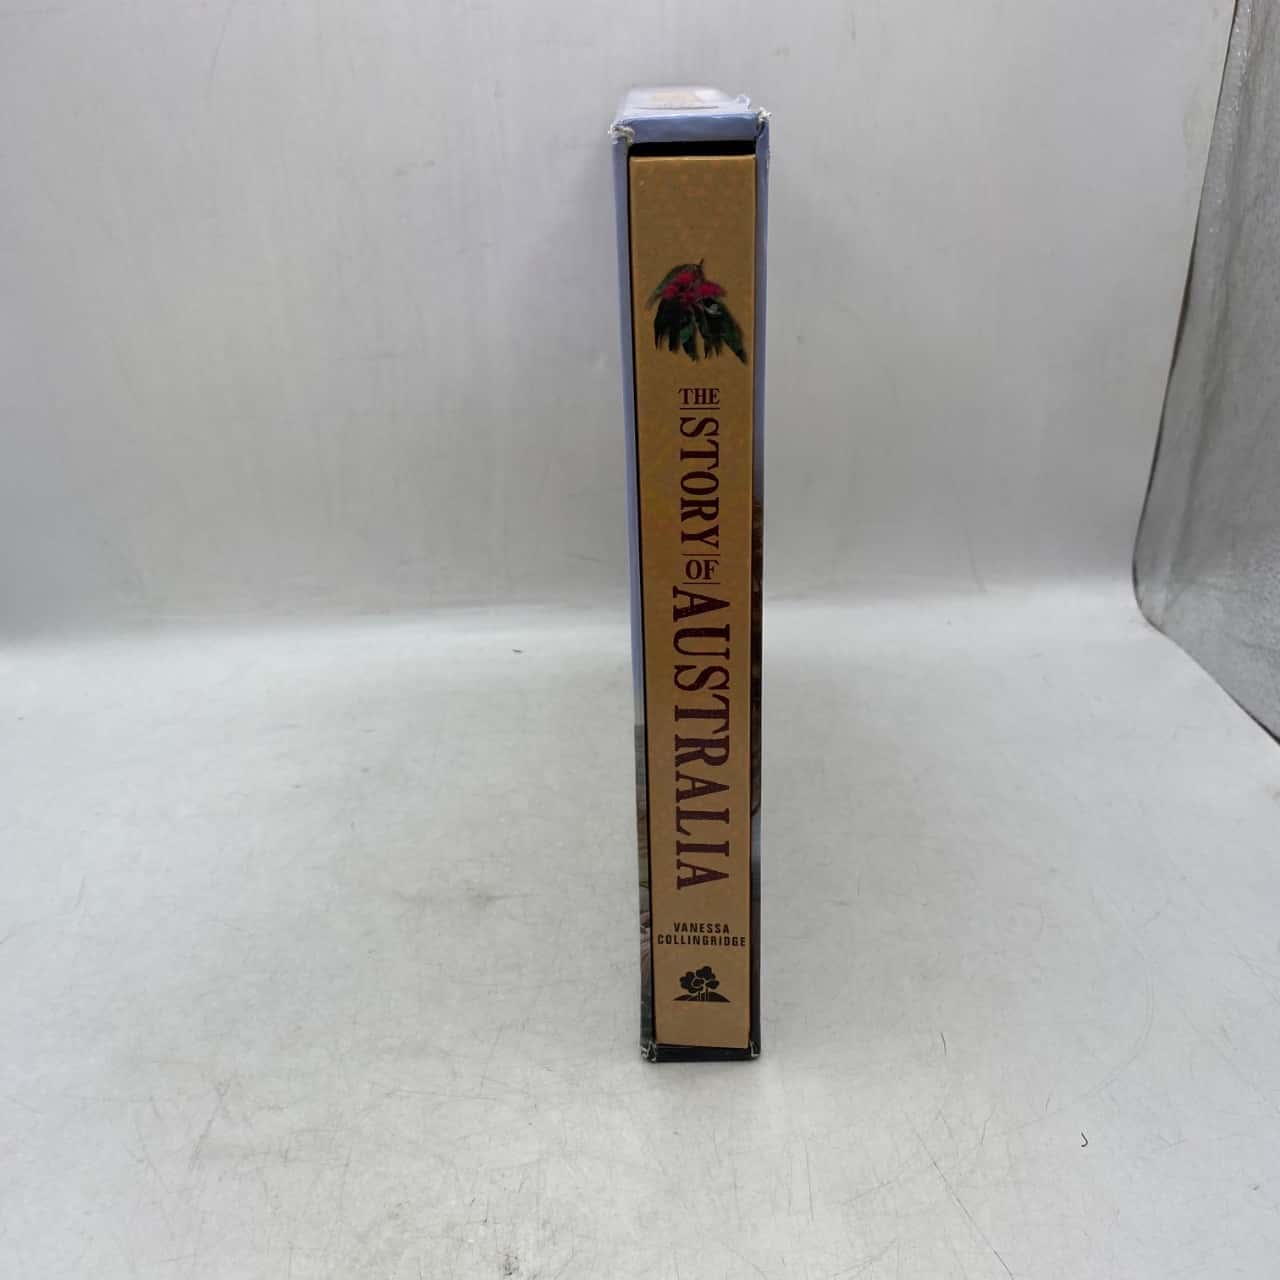 THE
STORY
OF
AUSTRALIA
VANESSA
COLLINGRIDGE